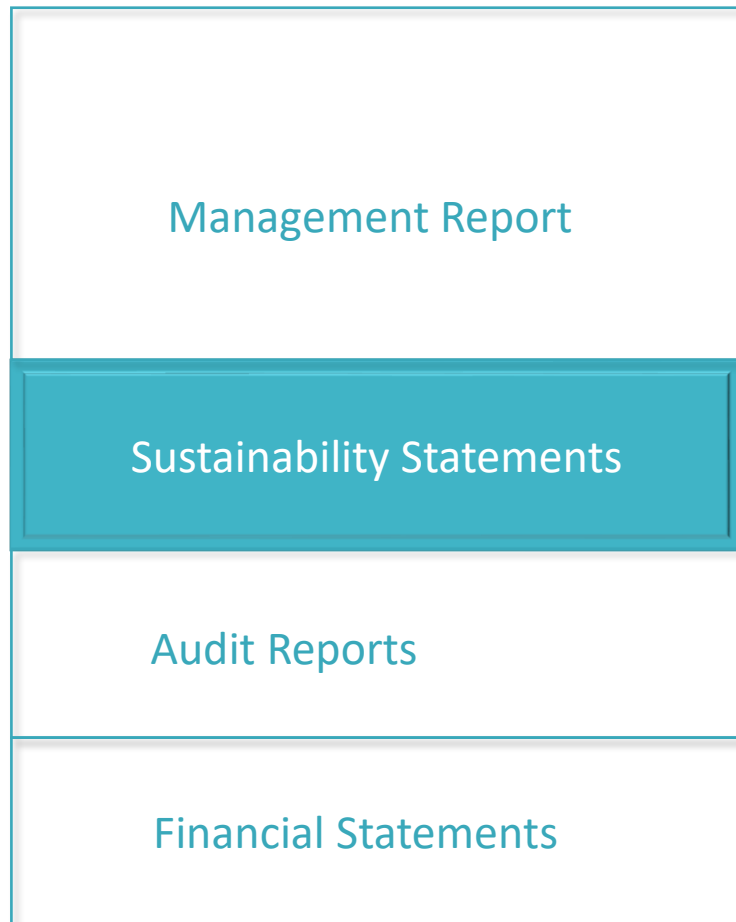 Management Report
Sustainability Statements
Audit Reports
Financial Statements